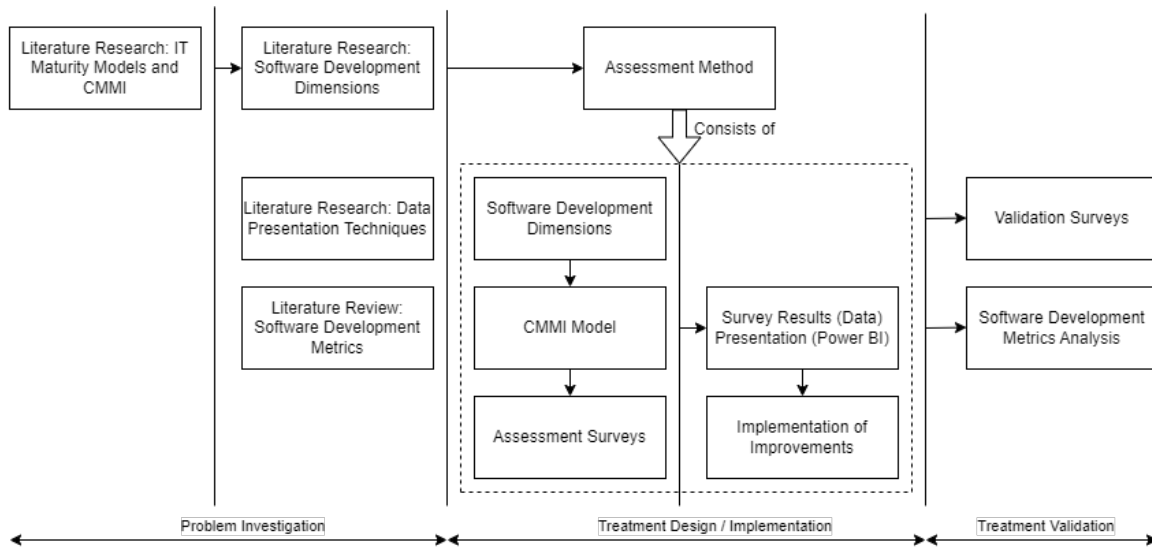 Literature Research: IT
Maturity Models and
CMMI
Literature Research:
Software Development
Dimensions
Assessment Method
Consists of
Literature Research: Data
Presentation Techniques
Software Development
Dimensions
Validation Surveys
Literature Review:
Software Development
Metrics
CMMI Model
Survey Results (Data)
Presentation (Power BI)
Software Development
Metrics Analysis
Assessment Surveys
Implementation of
Improvements
Problem Investigation
Treatment Design / Implementation
Treatment Validation